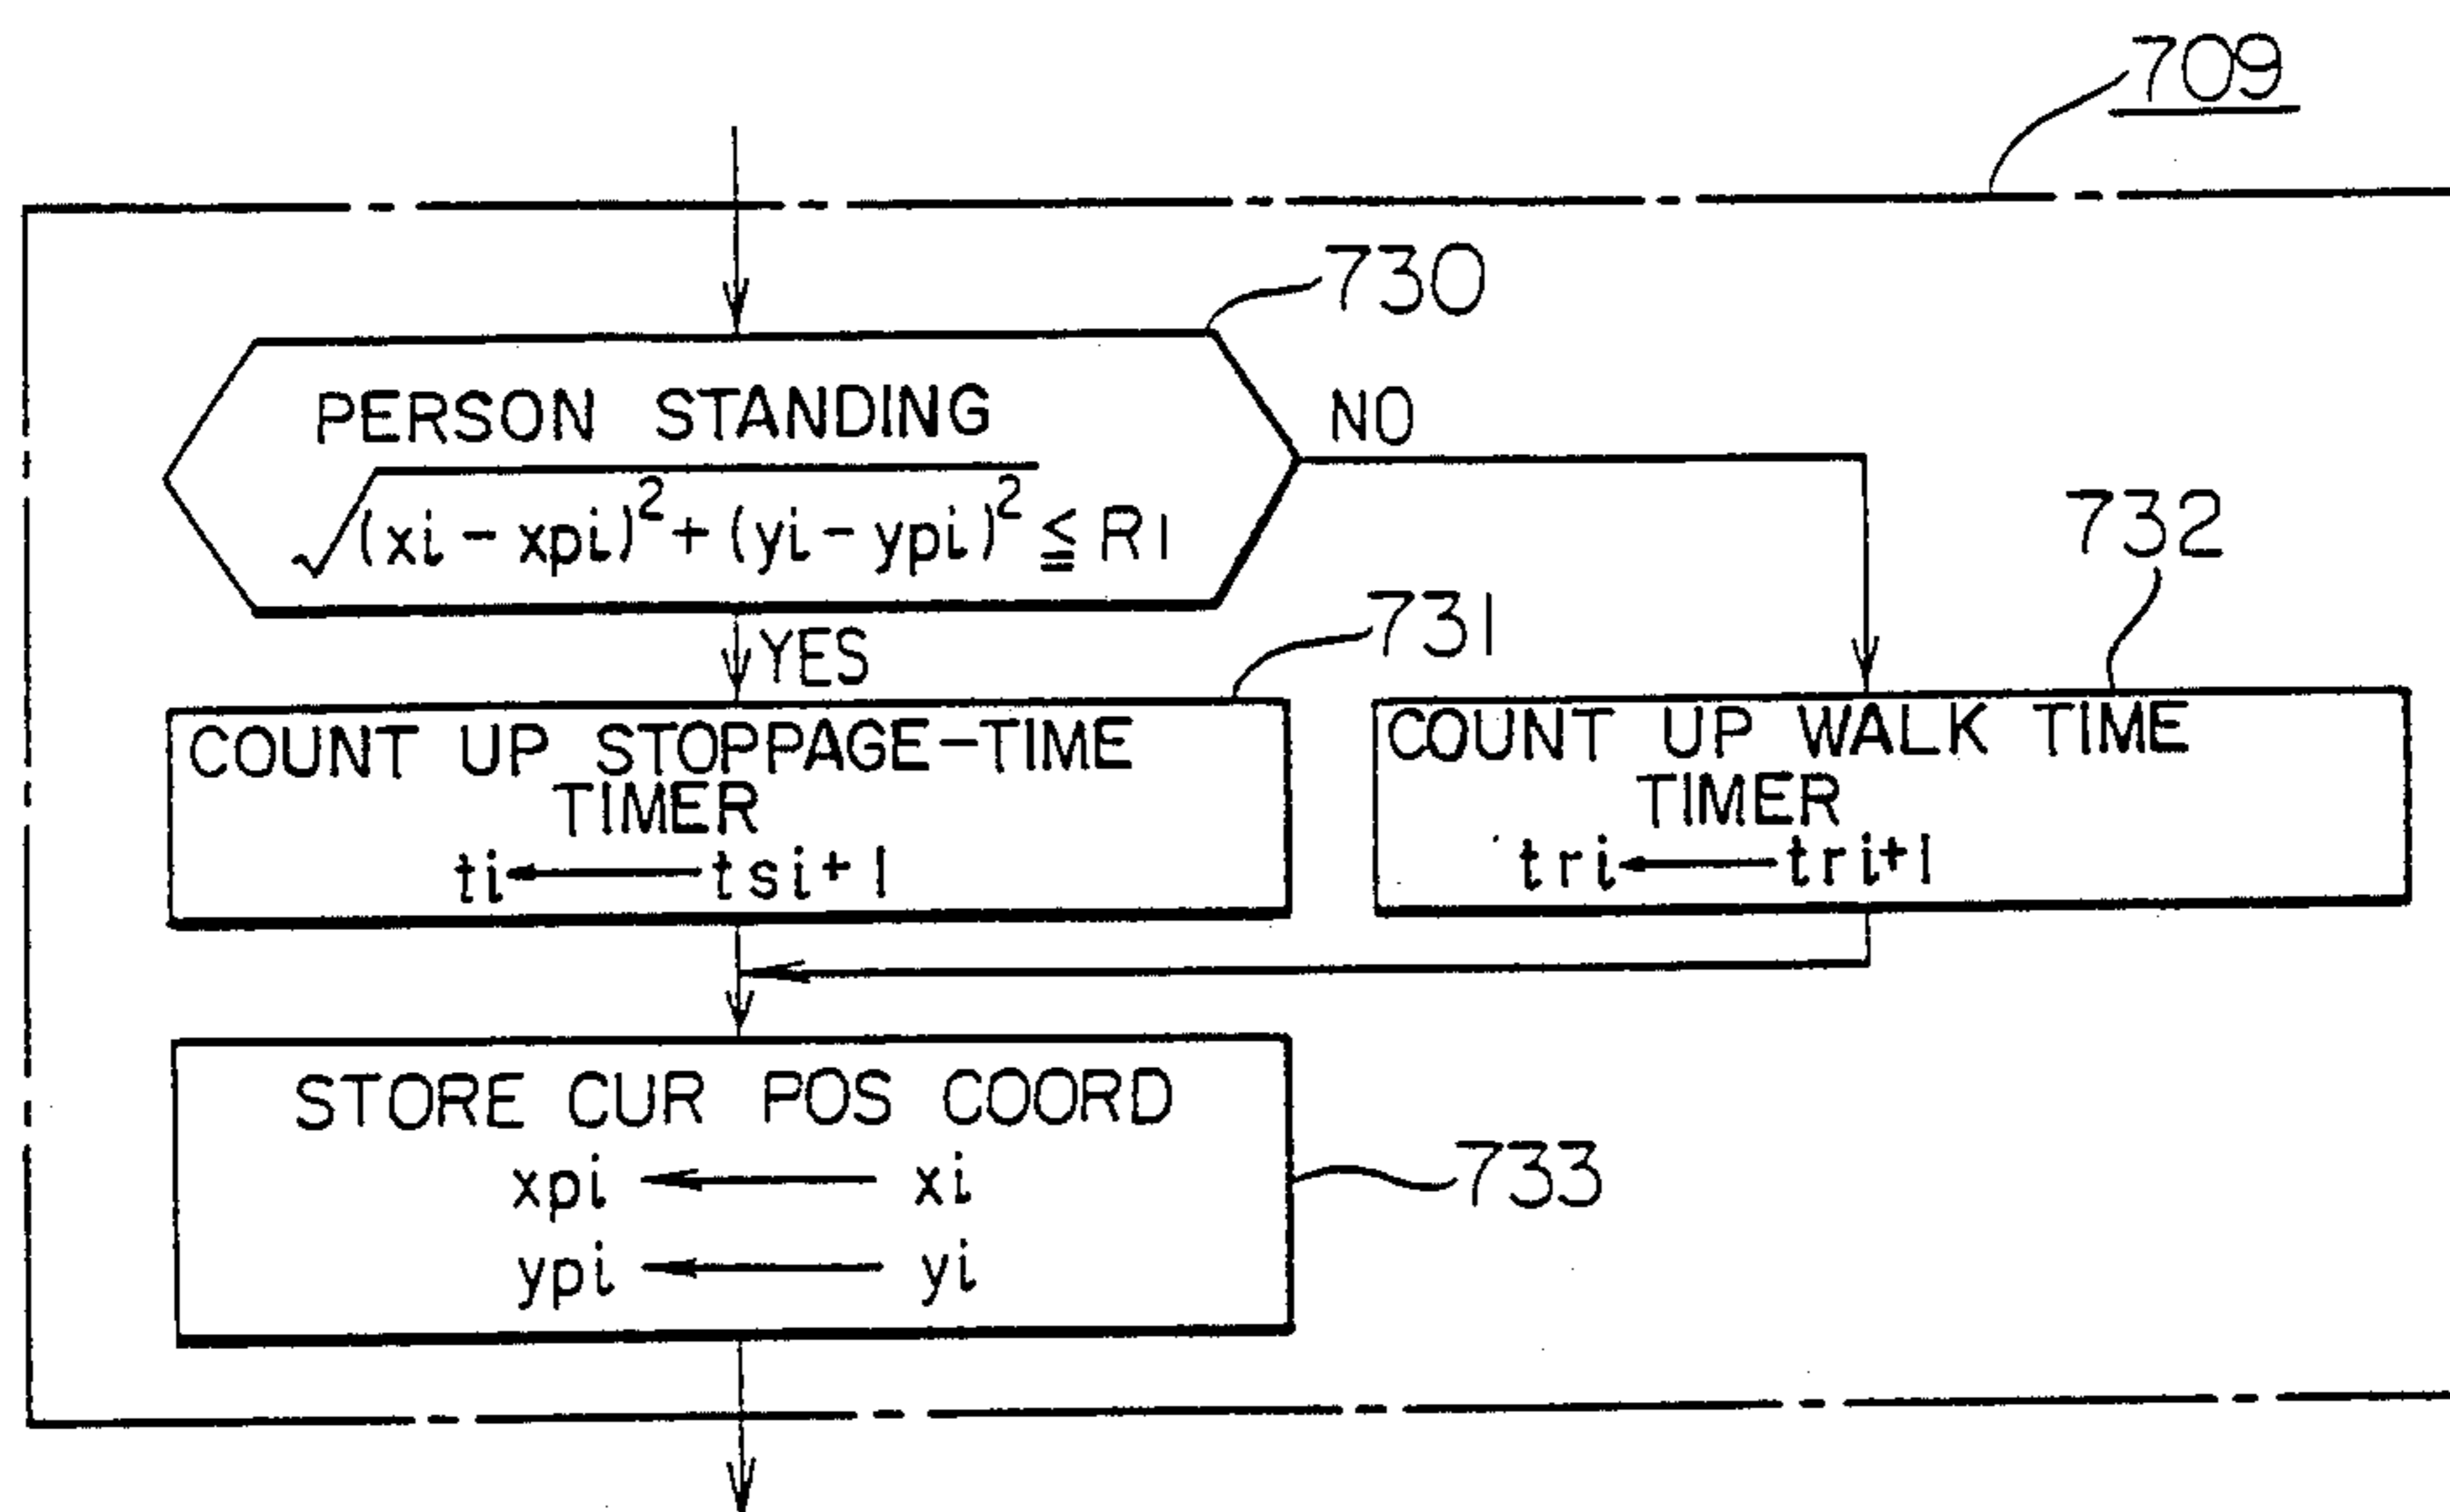 709
730
PERSON STANDING
NO
√(xi - xpi)² + (yi - ypi)² ≦ R1
732
YES
731
COUNT UP STOPPAGE-TIME
TIMER
ti ← tsi+1
COUNT UP WALK TIME
TIMER
tri ← tri+1
STORE CUR POS COORD
xpi ← xi
ypi ← yi
733